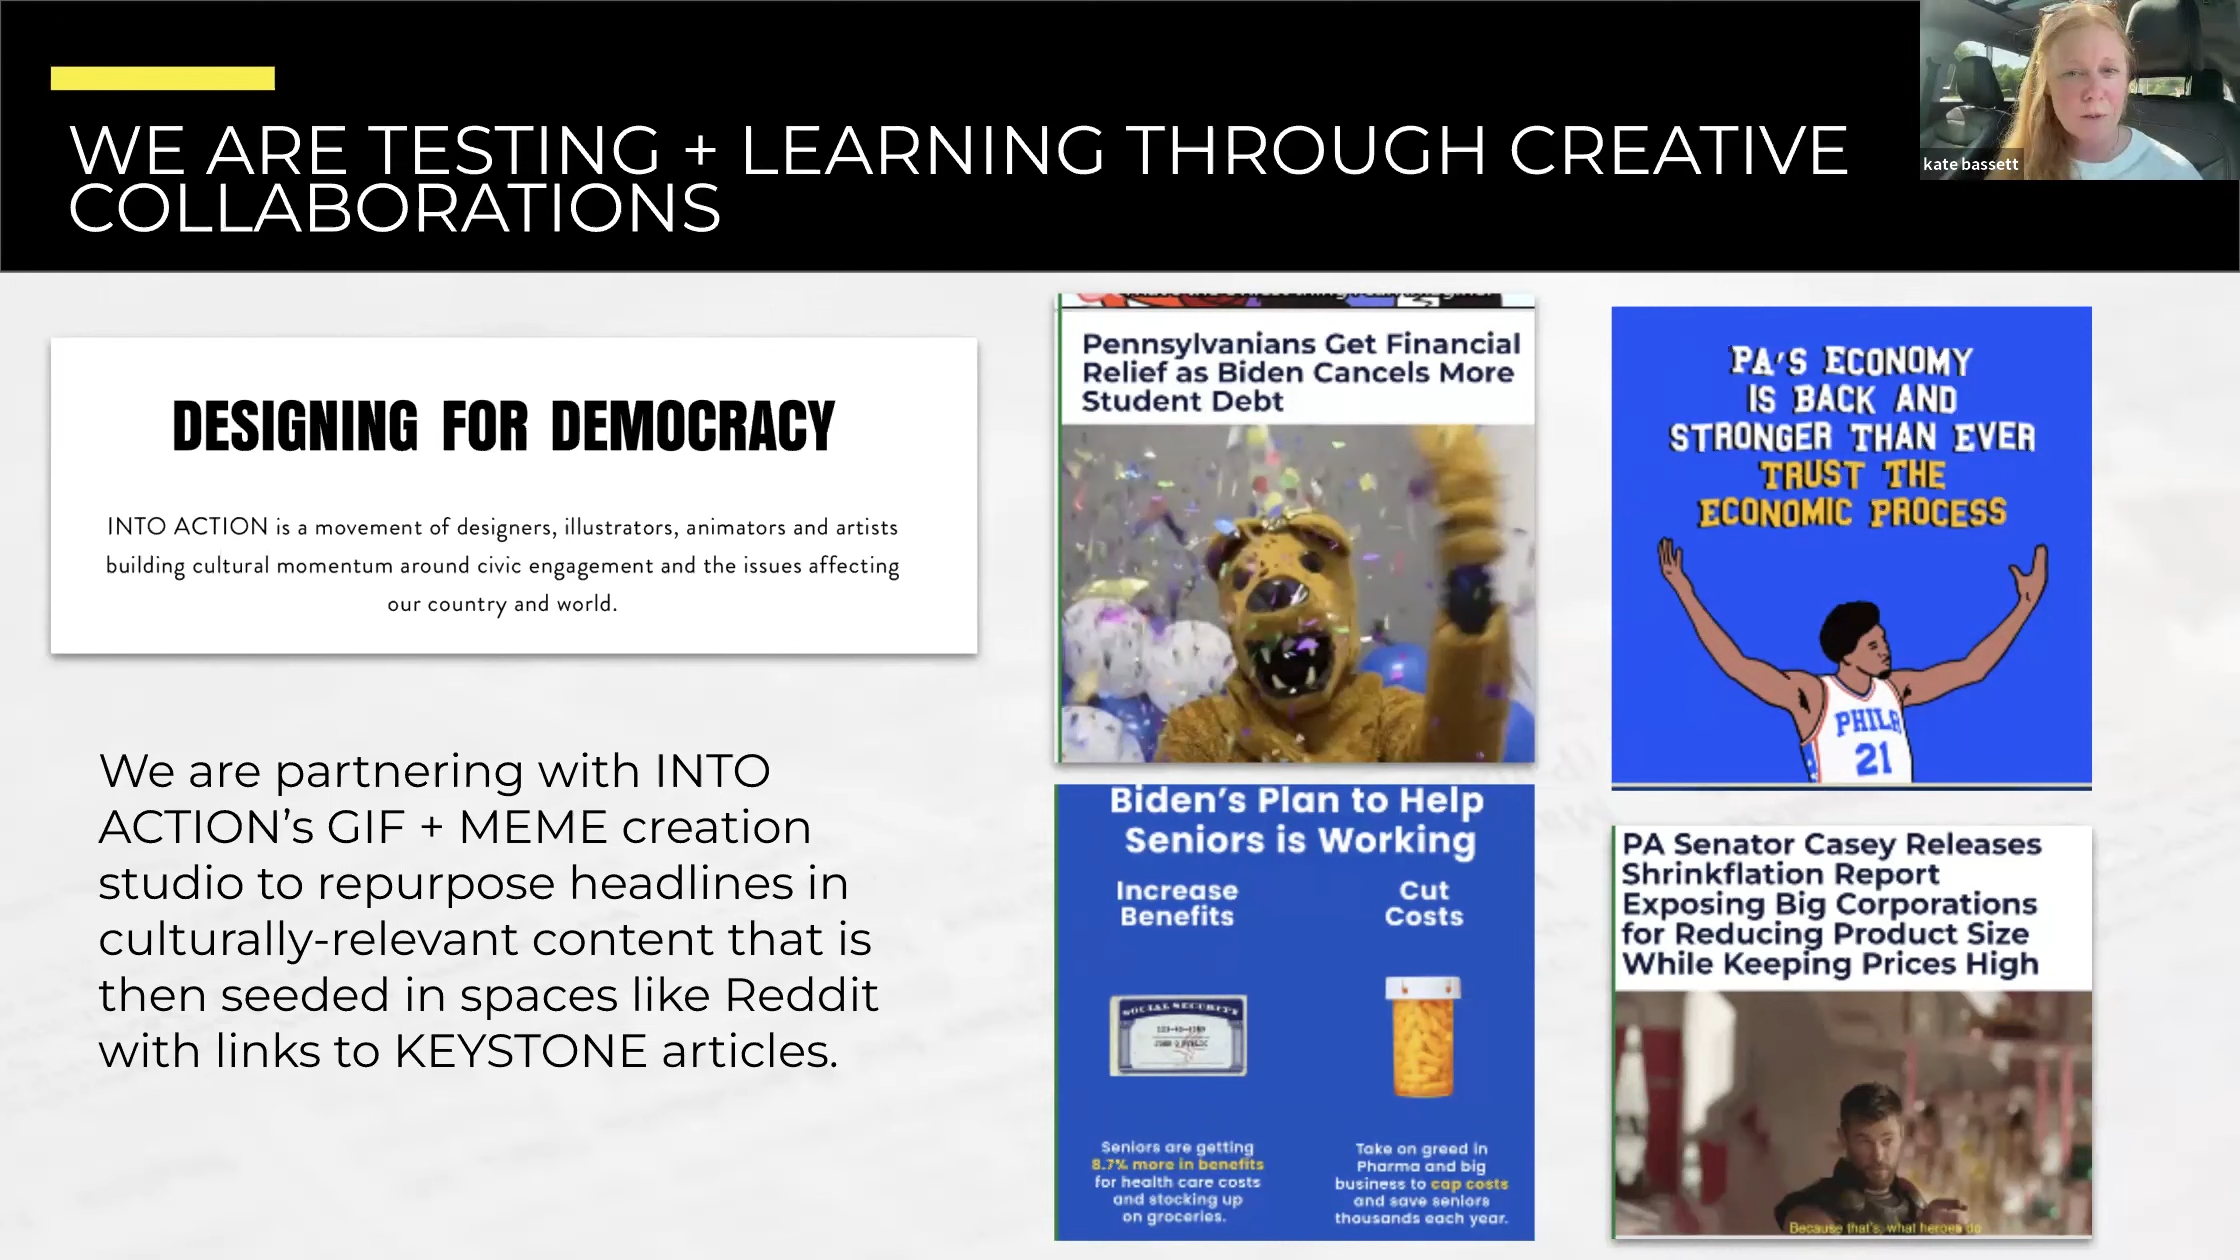 WE ARE TESTING + LEARNING THROUGH CREATIVE
COLLABORATIONS
kate bassett
DESIGNING FOR DEMOCRACY
INTO ACTION is a movement of designers, illustrators, animators and artists
building cultural momentum around civic engagement and the issues affecting
our country and world.
We are partnering with INTO
ACTION’s GIF + MEME creation
studio to repurpose headlines in
culturally-relevant content that is
then seeded in spaces like Reddit
with links to KEYSTONE articles.
Pennsylvanians Get Financial
Relief as Biden Cancels More
Student Debt
PA’S ECONOMY
IS BACK AND
STRONGER THAN EVER
TRUST THE
ECONOMIC PROCESS
PHILA
21
Biden’s Plan to Help
Seniors is Working
Increase
Benefits
SOCIAL SECURITY
Seniors are getting
8.7% more in benefits
for health care costs
and stocking up
on groceries.
Cut
Costs
Take on greed in
Pharma and big
business to cap costs
and save seniors
thousands each year.
PA Senator Casey Releases
Shrinkflation Report
Exposing Big Corporations
for Reducing Product Size
While Keeping Prices High
Because that's, what heroes do